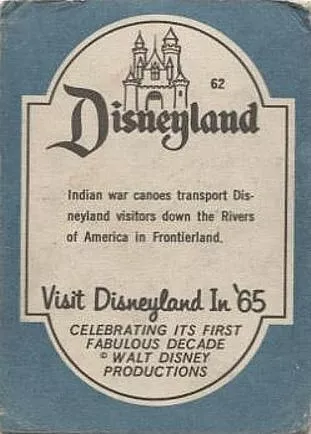 62
Disneyland
Indian war canoes transport Dis-
neyland visitors down the Rivers
of America in Frontierland.
Visit Disneyland In '65
CELEBRATING ITS FIRST
FABULOUS DECADE
© WALT DISNEY
PRODUCTIONS